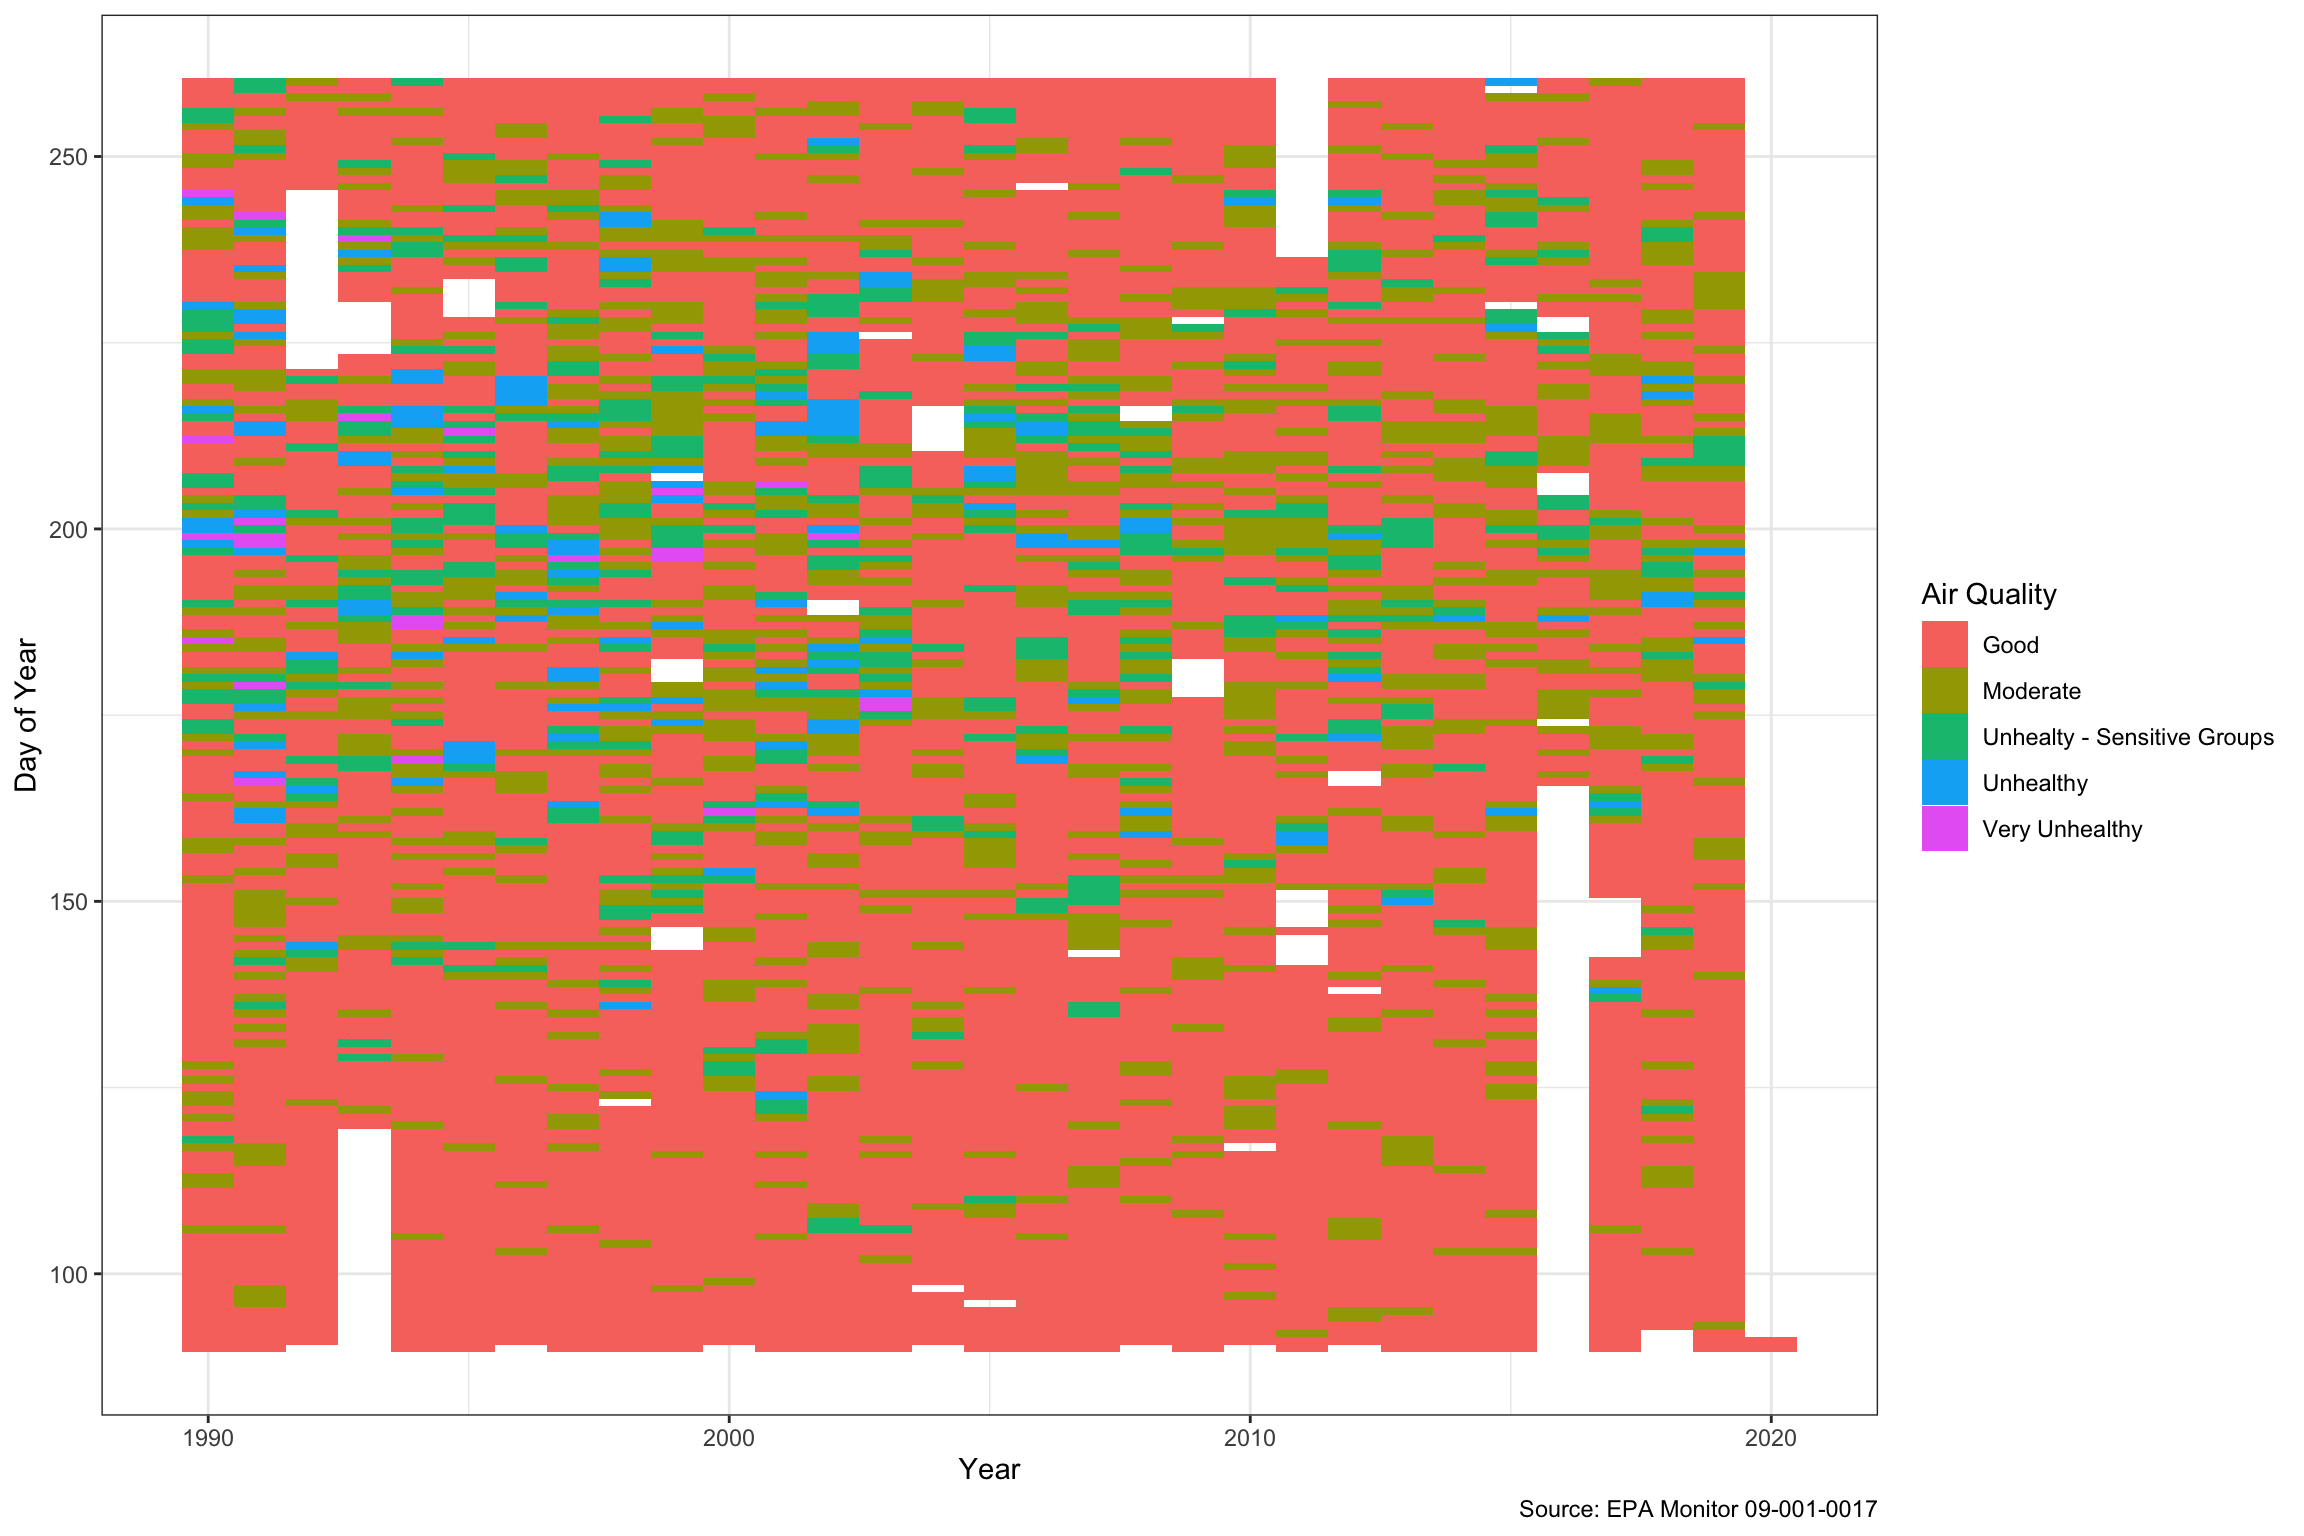 250
200
150
100
Day of Year
1990
2000
2010
2020
Year
Air Quality
Good
Moderate
Unhealty - Sensitive Groups
Unhealthy
Very Unhealthy
Source: EPA Monitor 09-001-0017